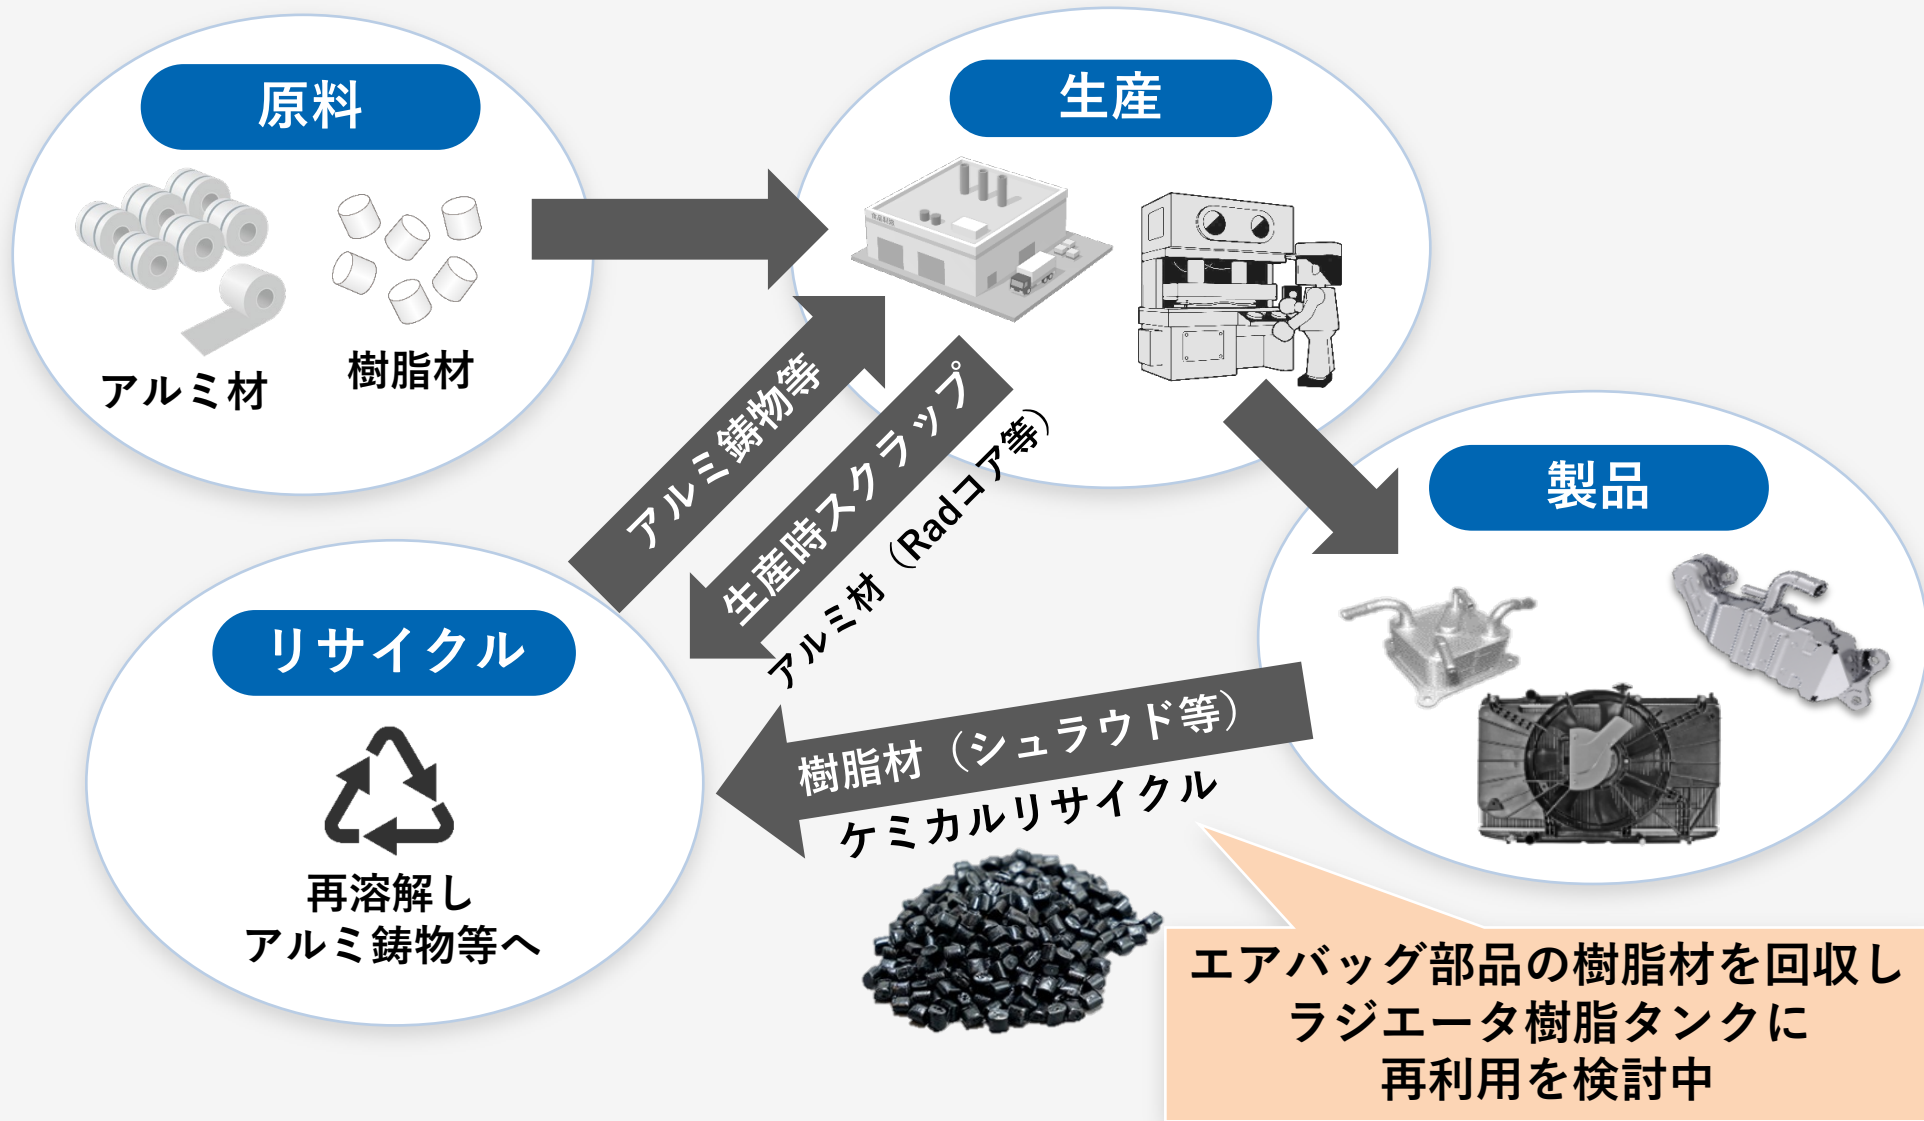 原料
アルミ材
樹脂材
生産
アルミ鋳物等
生産時スクラップ
アルミ材（Radコア等）
製品
リサイクル
再溶解し
アルミ鋳物等へ
樹脂材（シュラウド等）
ケミカルリサイクル
エアバッグ部品の樹脂材を回収し
ラジエータ樹脂タンクに
再利用を検討中